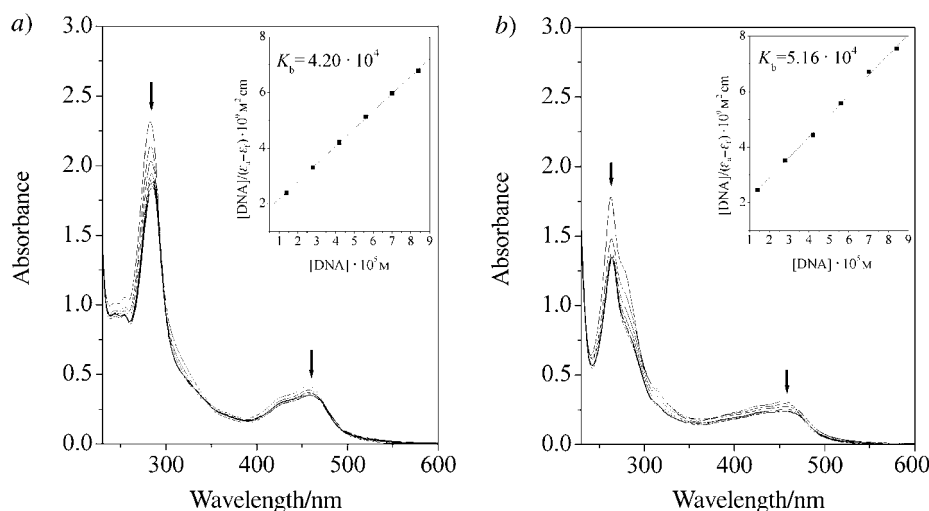 a)
3.0
2.5
2.0
1.5
1.0
0.5
0.0
300
400
500
600
Wavelength/nm
Absorbance
K_b = 4.20 · 10^4
8
6
4
2
1 2 3 4 5 6 7 8 9
[DNA] · 10^5 M
[DNA]/(ε_a–ε_f) · 10^9 M^2 cm
b)
3.0
2.5
2.0
1.5
1.0
0.5
0.0
300
400
500
600
Wavelength/nm
Absorbance
K_b = 5.16 · 10^4
8
6
4
2
1 2 3 4 5 6 7 8 9
[DNA] · 10^5 M
[DNA]/(ε_a–ε_f) · 10^9 M^2 cm